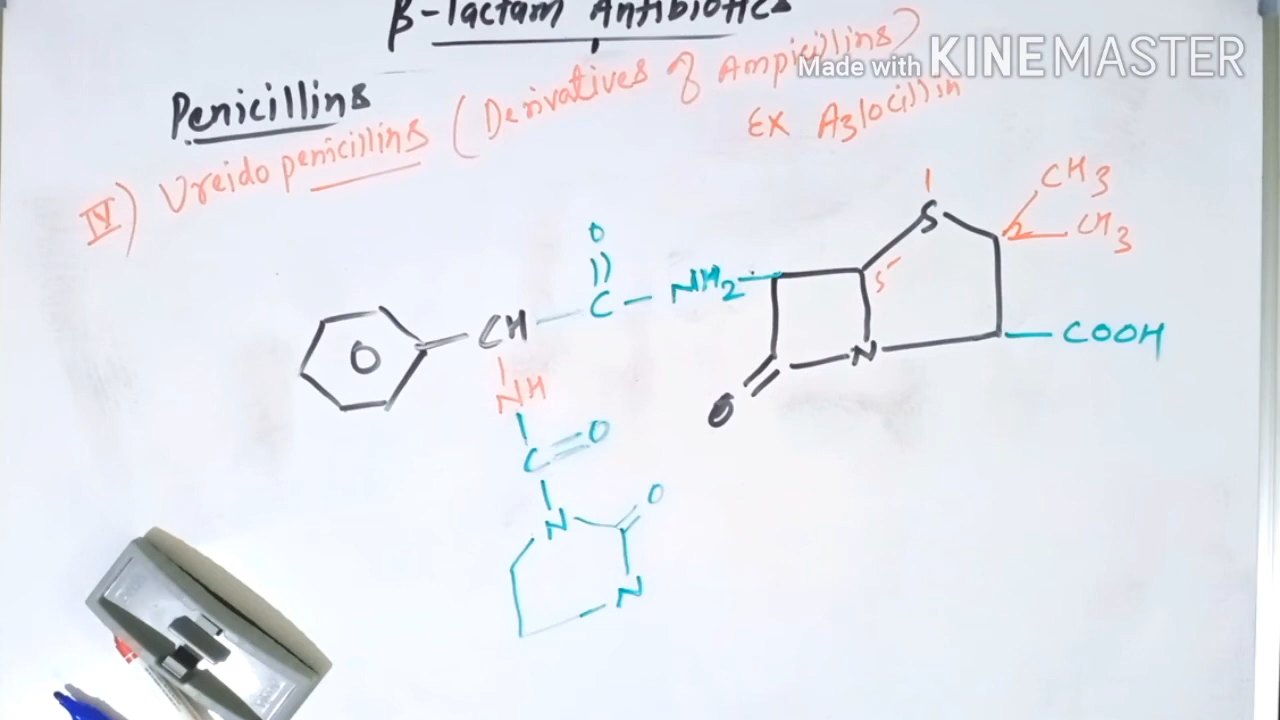 β-lactam Antibiotics
Made with KINEMASTER
Penicillins
IV) Ureido penicillins (Derivatives of Ampicillins)
Ex Azlocillin
CH3
CH3
S
O
C
NH2
5
CH
N
COOH
O
NH
C O
N
O
N